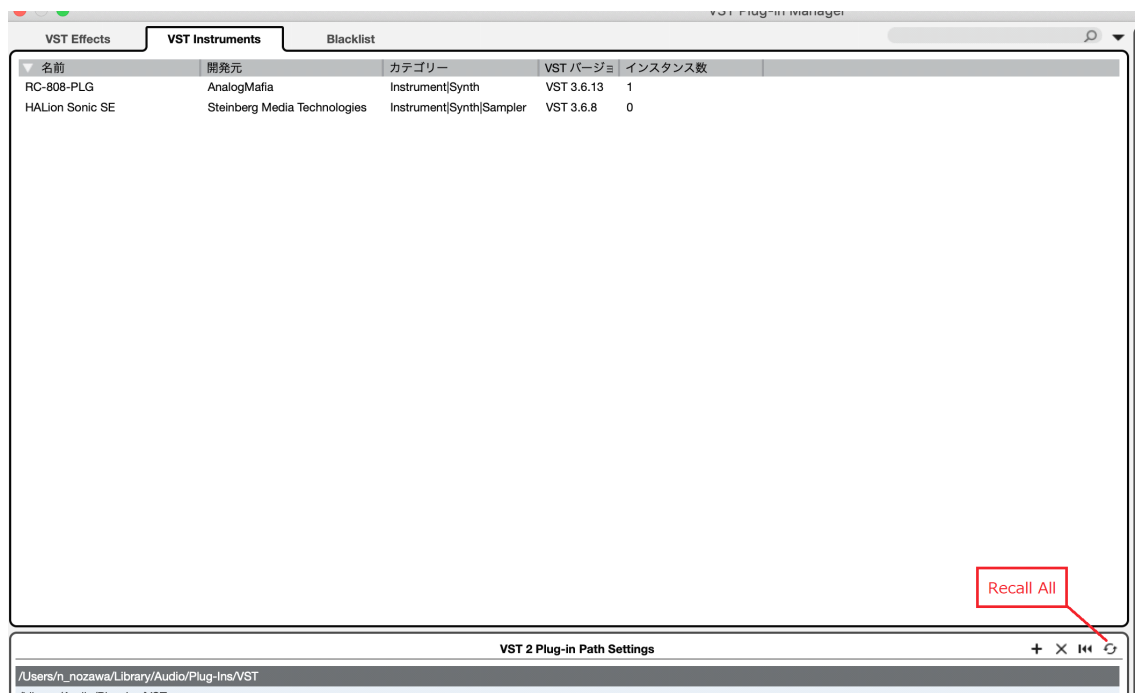 VST Plug-in Manager
VST Effects VST Instruments Blacklist
名前 開発元 カテゴリー VST バージョ インスタンス数
RC-808-PLG AnalogMafia Instrument|Synth VST 3.6.13 1
HALion Sonic SE Steinberg Media Technologies Instrument|Synth|Sampler VST 3.6.8 0
Recall All
VST 2 Plug-in Path Settings
/Users/n_nozawa/Library/Audio/Plug-Ins/VST